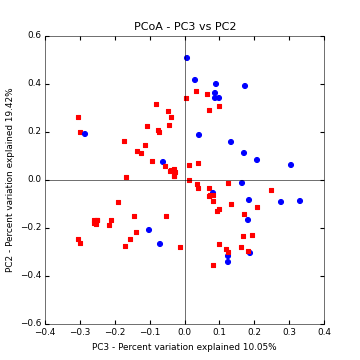 PCoA - PC3 vs PC2
0.6
0.4
0.2
0.0
−0.2
−0.4
−0.6
PC2 - Percent variation explained 19.42%
−0.4 −0.3 −0.2 −0.1 0.0 0.1 0.2 0.3 0.4
PC3 - Percent variation explained 10.05%